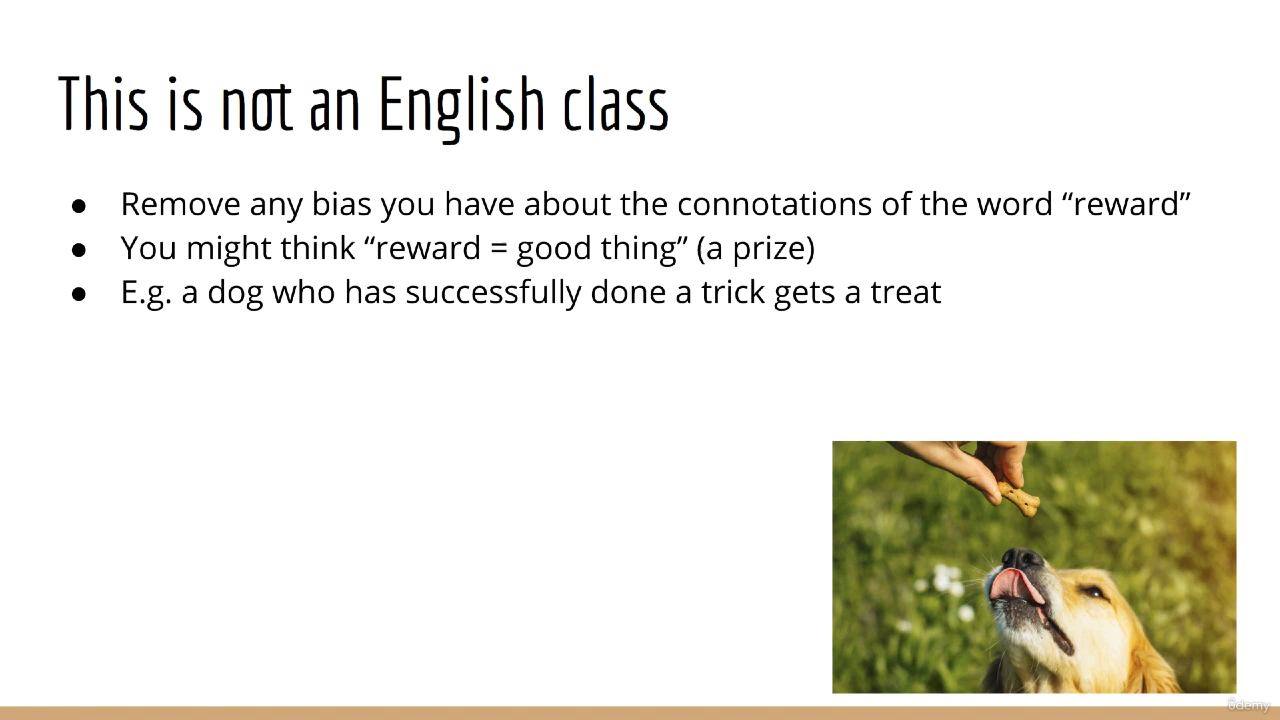 This is not an English class
● Remove any bias you have about the connotations of the word “reward”
● You might think “reward = good thing” (a prize)
● E.g. a dog who has successfully done a trick gets a treat
ûdemy